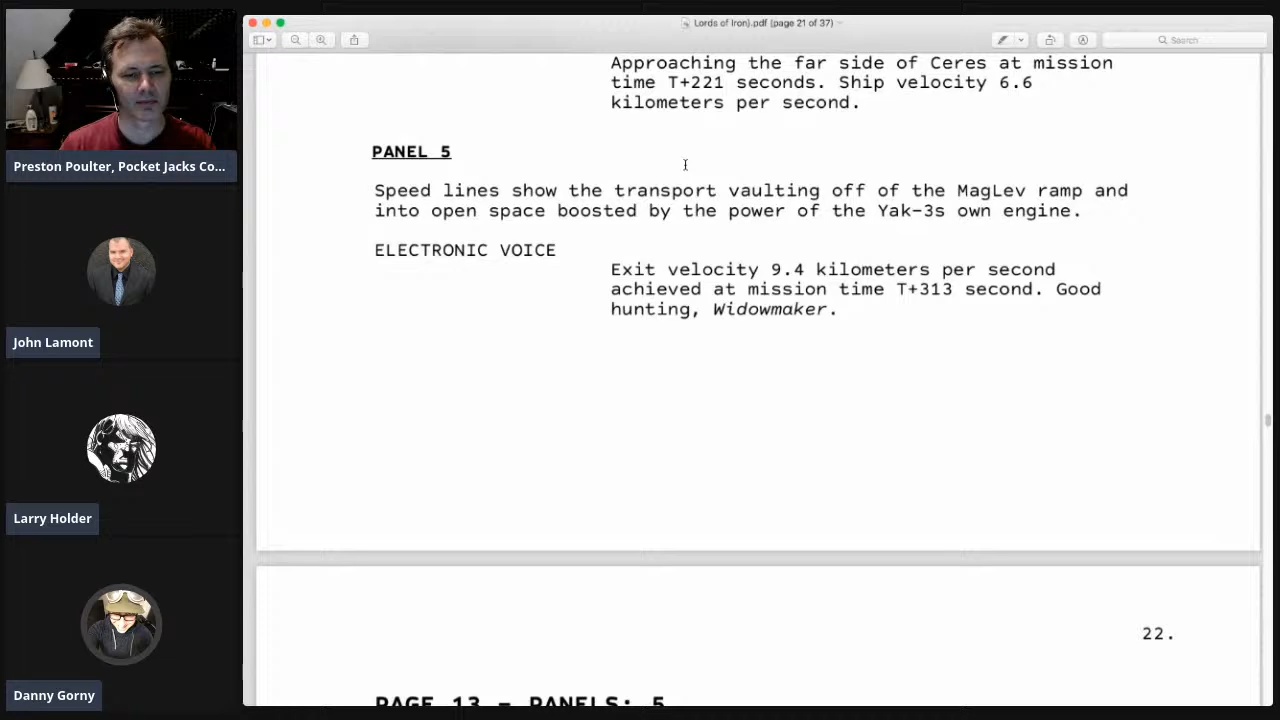 Lords of Iron).pdf (page 21 of 37)
Search
Approaching the far side of Ceres at mission
time T+221 seconds. Ship velocity 6.6
kilometers per second.
PANEL 5
Speed lines show the transport vaulting off of the MagLev ramp and
into open space boosted by the power of the Yak-3s own engine.
ELECTRONIC VOICE
Exit velocity 9.4 kilometers per second
achieved at mission time T+313 second. Good
hunting, Widowmaker.
22.
PAGE 13 - PANELS: 5
Preston Poulter, Pocket Jacks Co...
John Lamont
Larry Holder
Danny Gorny